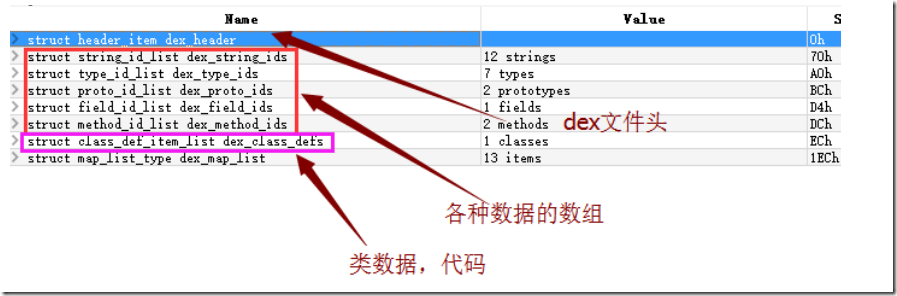 Name Value S
struct header_item dex_header 0h
struct string_id_list dex_string_ids 12 strings 70h
struct type_id_list dex_type_ids 7 types A0h
struct proto_id_list dex_proto_ids 2 prototypes BCh
struct field_id_list dex_field_ids 1 fields D4h
struct method_id_list dex_method_ids 2 methods DCh
dex文件头
struct class_def_item_list dex_class_defs 1 classes ECh
struct map_list_type dex_map_list 13 items 1ECh
各种数据的数组
类数据，代码